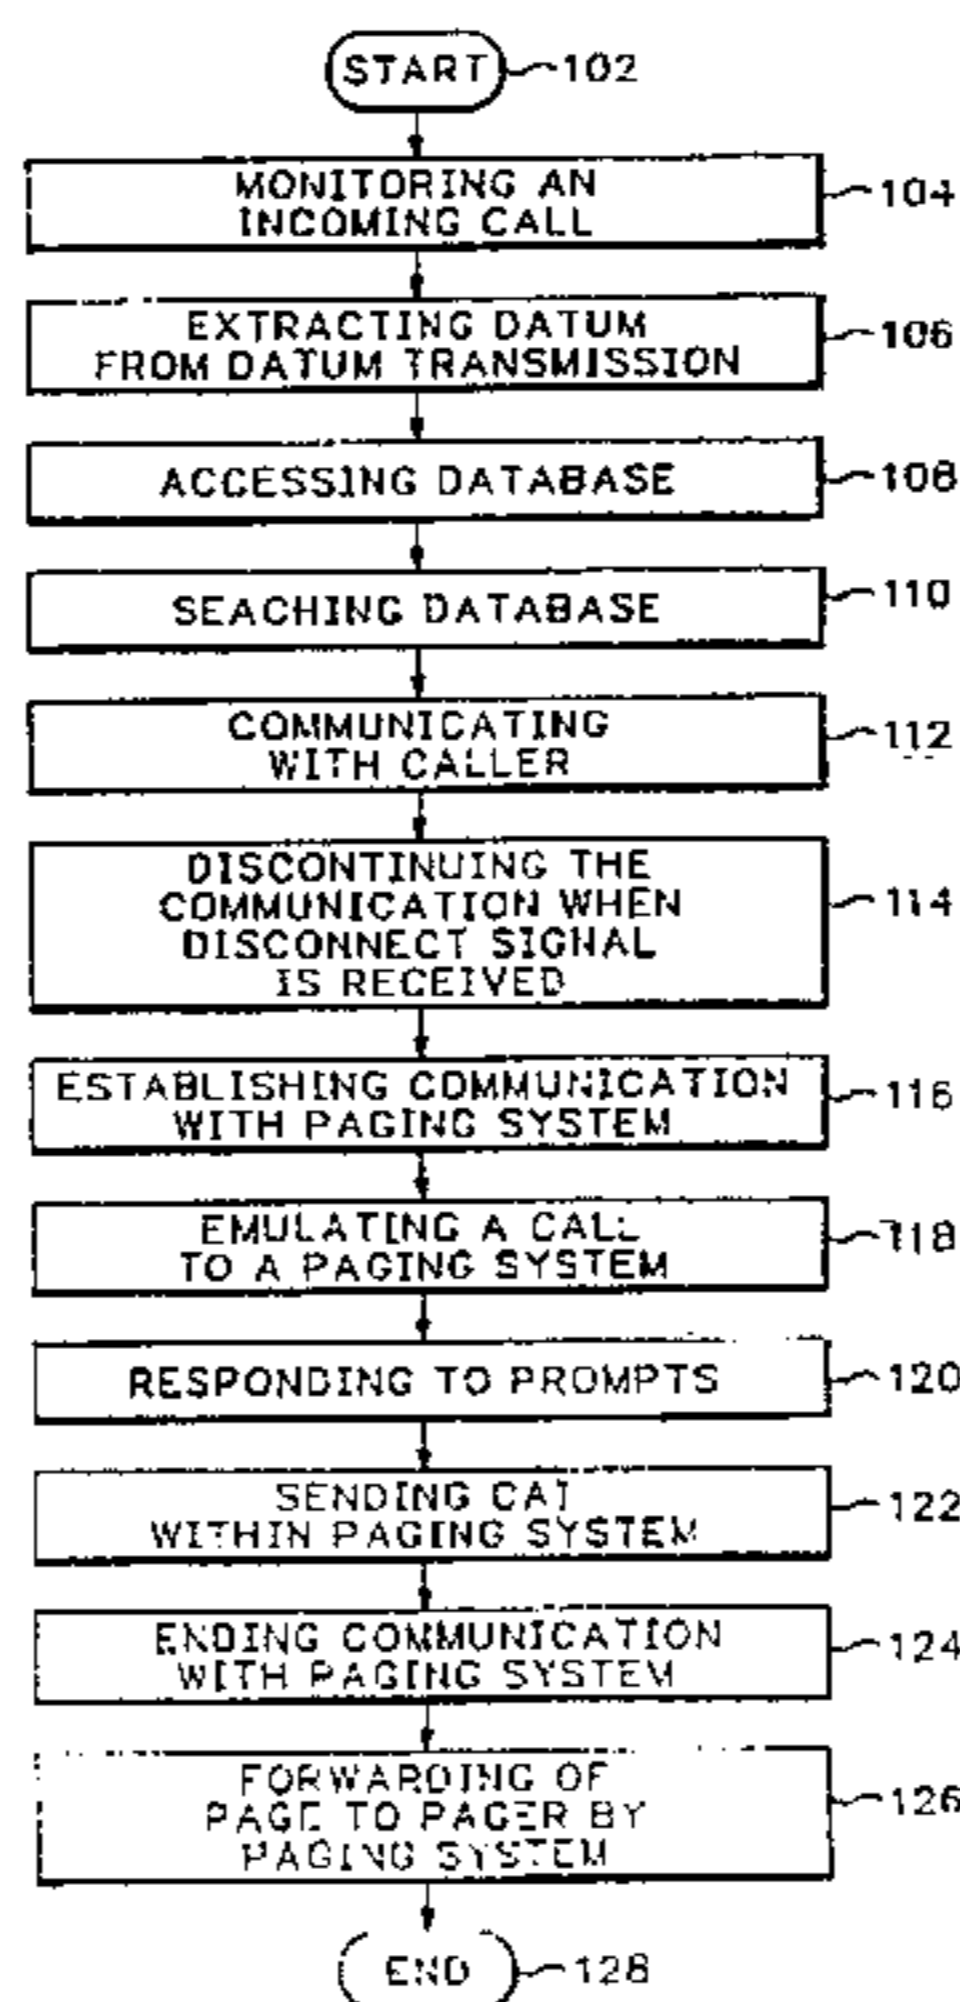 START 102
MONITORING AN
INCOMING CALL
104
EXTRACTING DATUM
FROM DATUM TRANSMISSION
106
ACCESSING DATABASE
108
SEACHING DATABASE
110
COMMUNICATING
WITH CALLER
112
DISCONTINUING THE
COMMUNICATION WHEN
DISCONNECT SIGNAL
IS RECEIVED
114
ESTABLISHING COMMUNICATION
WITH PAGING SYSTEM
116
EMULATING A CALL
TO A PAGING SYSTEM
118
RESPONDING TO PROMPTS
120
SENDING CAI
WITHIN PAGING SYSTEM
122
ENDING COMMUNICATION
WITH PAGING SYSTEM
124
FORWARDING OF
PAGE TO PAGER BY
PAGING SYSTEM
126
END 128